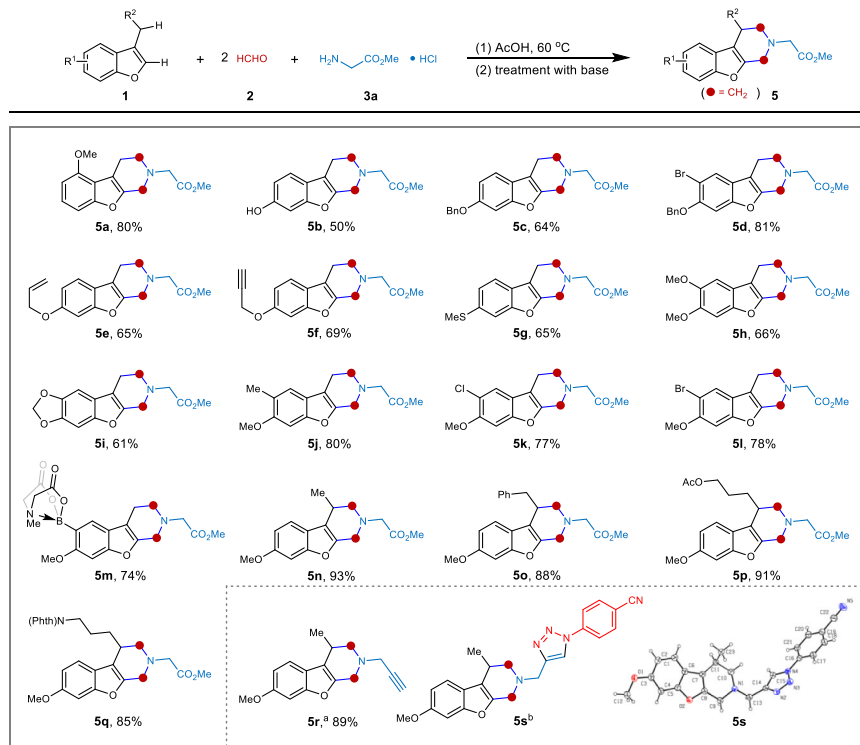 R² H
R¹ O H
1
+ 2 HCHO
2
+ H₂N CO₂Me • HCl
3a
(1) AcOH, 60 °C
(2) treatment with base
R² R¹ O N CO₂Me
(● = CH₂ ) 5
OMe O N CO₂Me
5a, 80%
HO O N CO₂Me
5b, 50%
BnO O N CO₂Me
5c, 64%
Br BnO O N CO₂Me
5d, 81%
O O N CO₂Me
5e, 65%
O O N CO₂Me
5f, 69%
MeS O N CO₂Me
5g, 65%
MeO MeO O N CO₂Me
5h, 66%
O O O N CO₂Me
5i, 61%
Me MeO O N CO₂Me
5j, 80%
Cl MeO O N CO₂Me
5k, 77%
Br MeO O N CO₂Me
5l, 78%
O O O O N Me B MeO O N CO₂Me
5m, 74%
Me MeO O N CO₂Me
5n, 93%
Ph MeO O N CO₂Me
5o, 88%
AcO MeO O N CO₂Me
5p, 91%
(Phth)N MeO O N CO₂Me
5q, 85%
Me MeO O N
5r,ᵃ 89%
Me MeO O N N N N CN
5sᵇ
5s